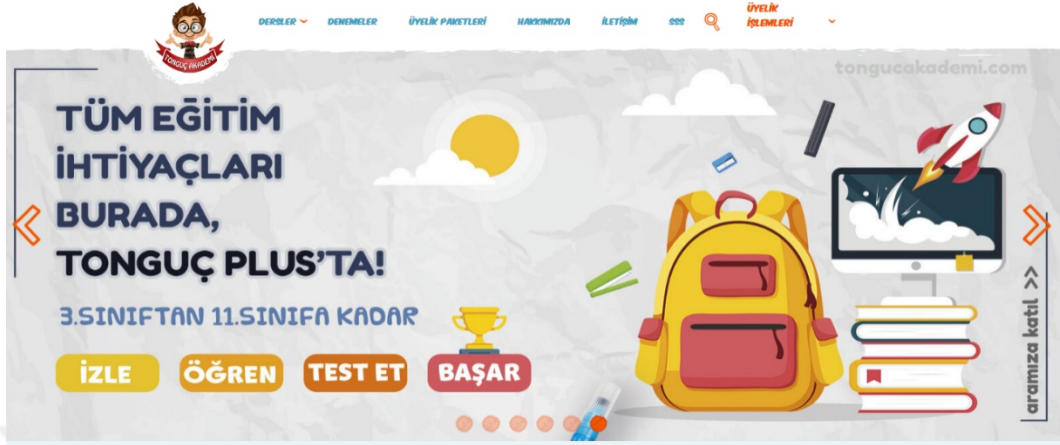 DERSLER
DENEMELER
ÜYELİK PAKETLERİ
HAKKIMIZDA
İLETİŞİM
SSS
ÜYELİK
İŞLEMLERİ
TONGUÇ AKADEMİ
tongucakademi.com
TÜM EĞİTİM
İHTİYAÇLARI
BURADA,
TONGUÇ PLUS'TA!
3.SINIFTAN 11.SINIFA KADAR
İZLE
ÖĞREN
TEST ET
BAŞAR
aramıza katıl >>